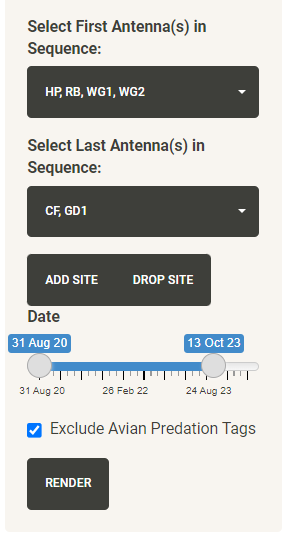 Select First Antenna(s) in
Sequence:
HP, RB, WG1, WG2
Select Last Antenna(s) in
Sequence:
CF, GD1
ADD SITE DROP SITE
Date
31 Aug 20 13 Oct 23
31 Aug 20 26 Feb 22 24 Aug 23
Exclude Avian Predation Tags
RENDER